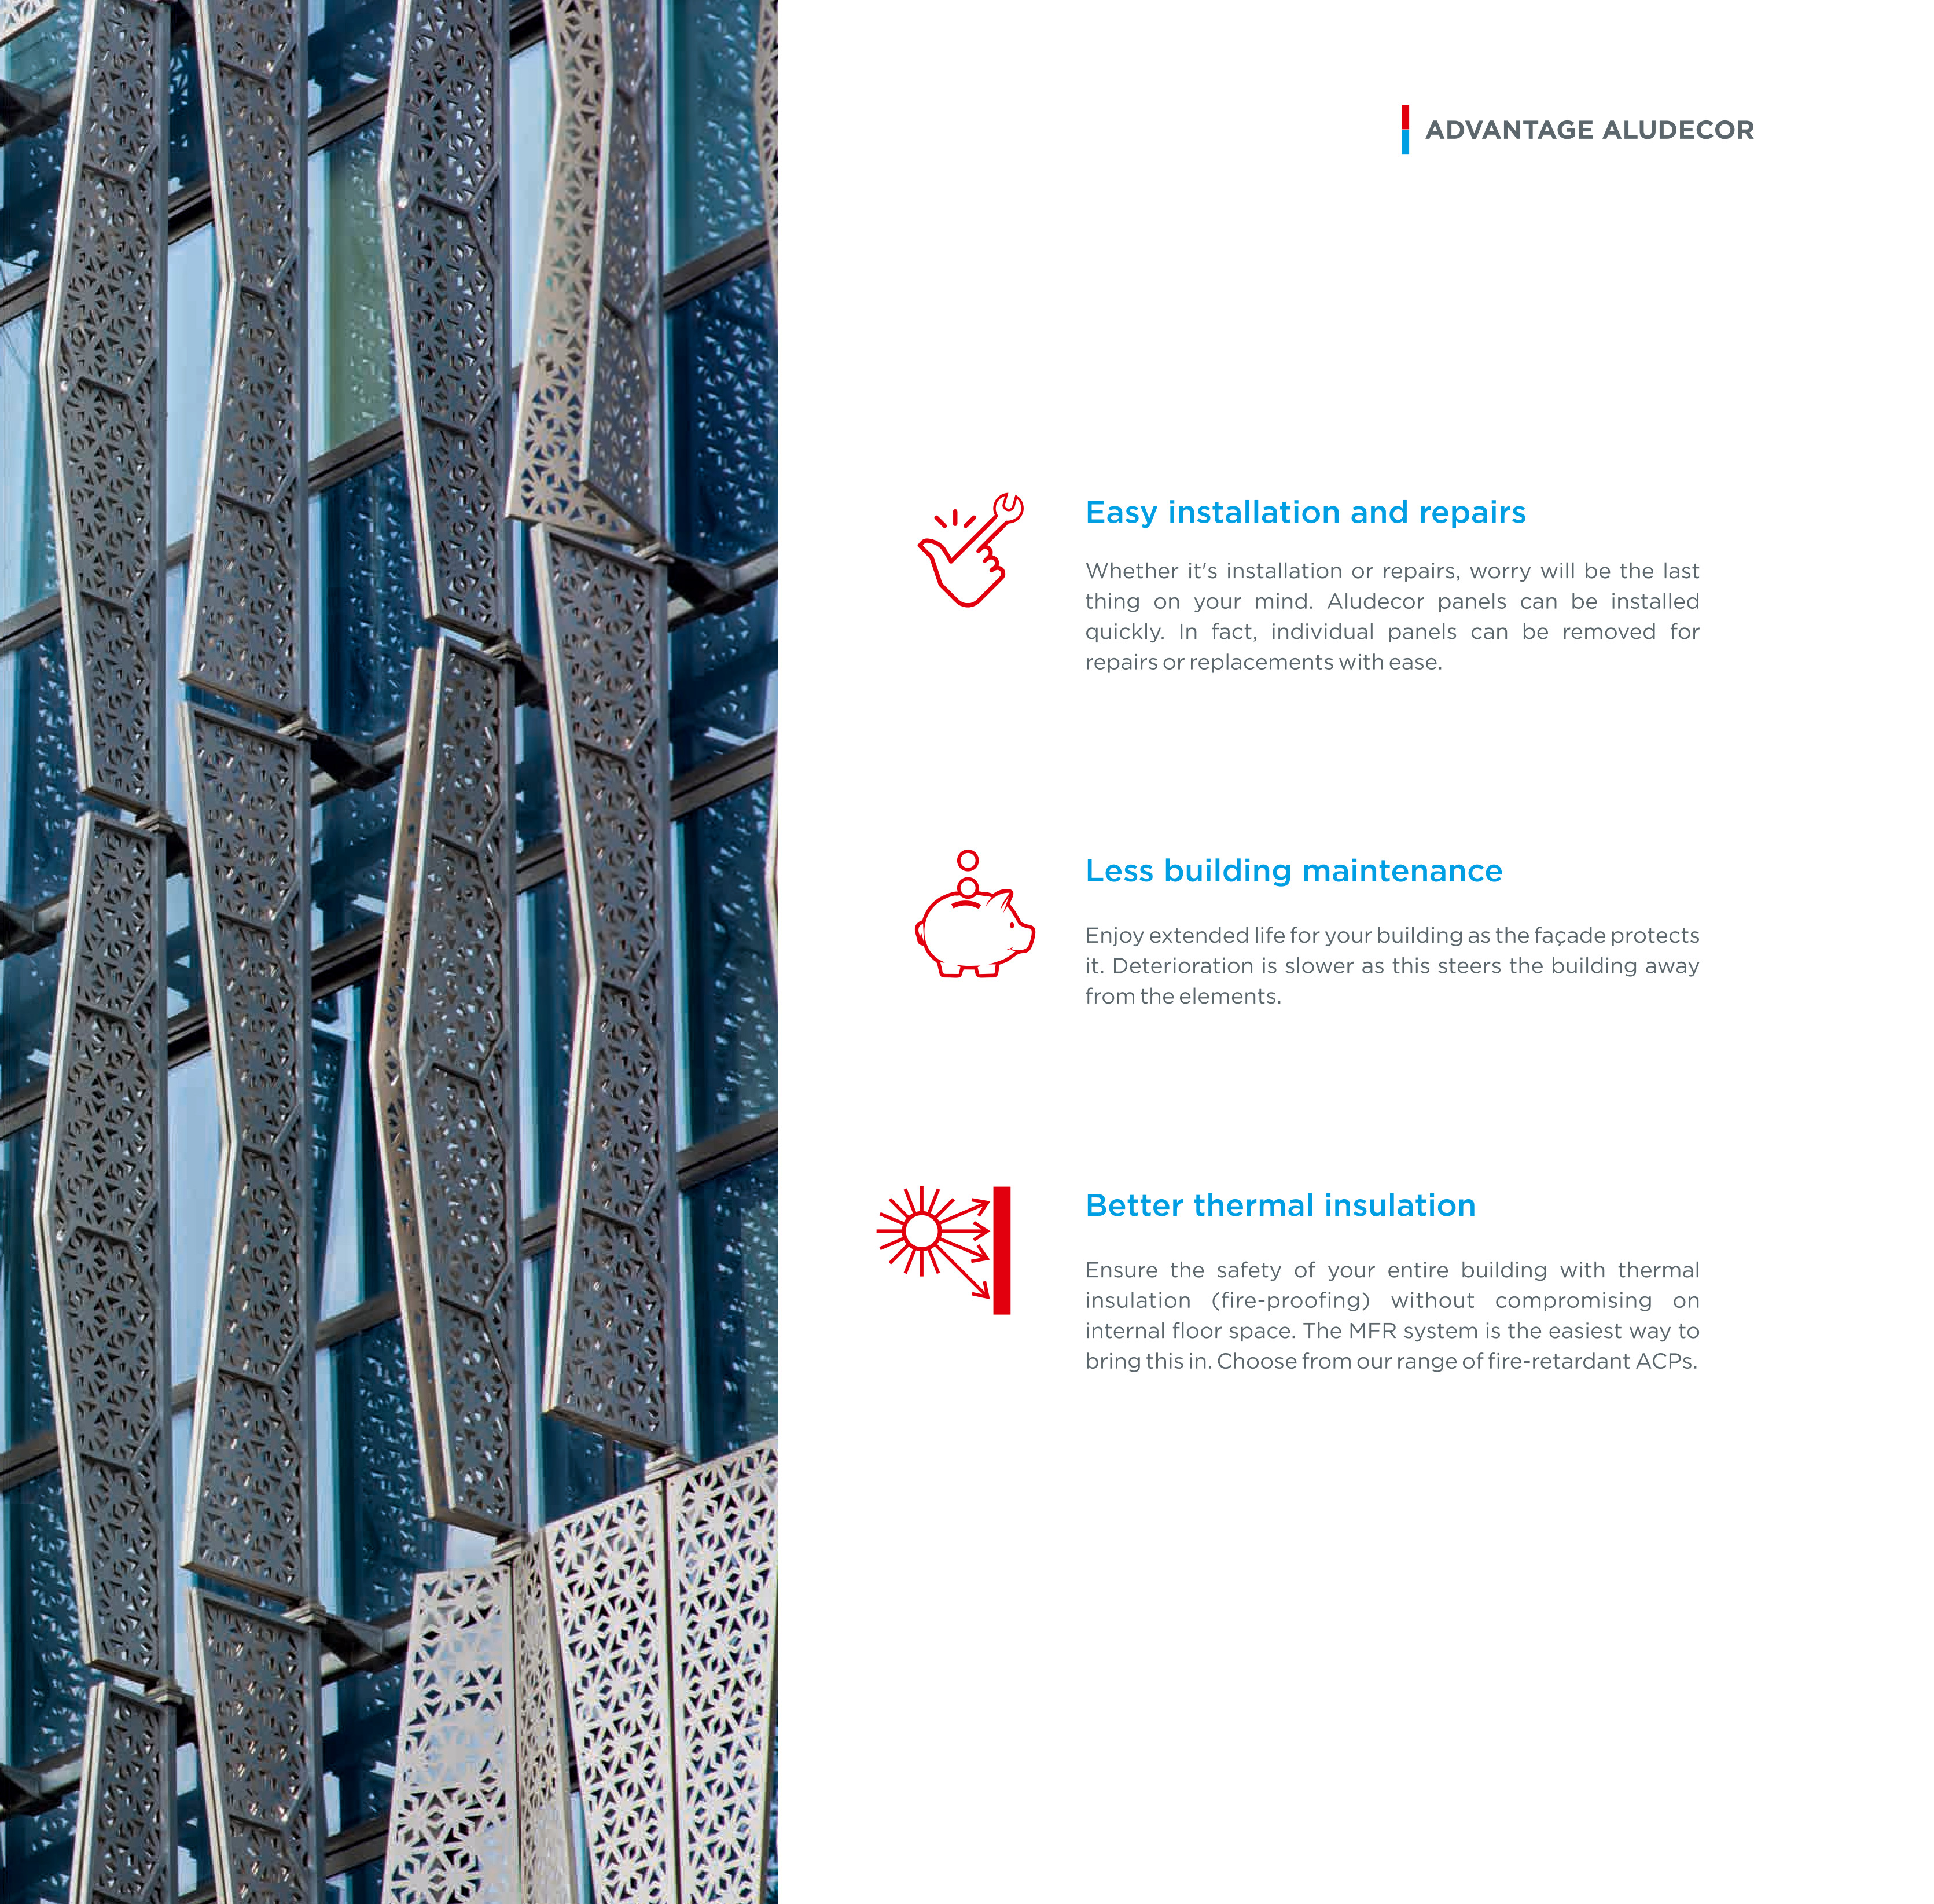 ADVANTAGE ALUDECOR
Easy installation and repairs
Whether it's installation or repairs, worry will be the last
thing on your mind. Aludecor panels can be installed
quickly. In fact, individual panels can be removed for
repairs or replacements with ease.
Less building maintenance
Enjoy extended life for your building as the façade protects
it. Deterioration is slower as this steers the building away
from the elements.
Better thermal insulation
Ensure the safety of your entire building with thermal
insulation (fire-proofing) without compromising on
internal floor space. The MFR system is the easiest way to
bring this in. Choose from our range of fire-retardant ACPs.